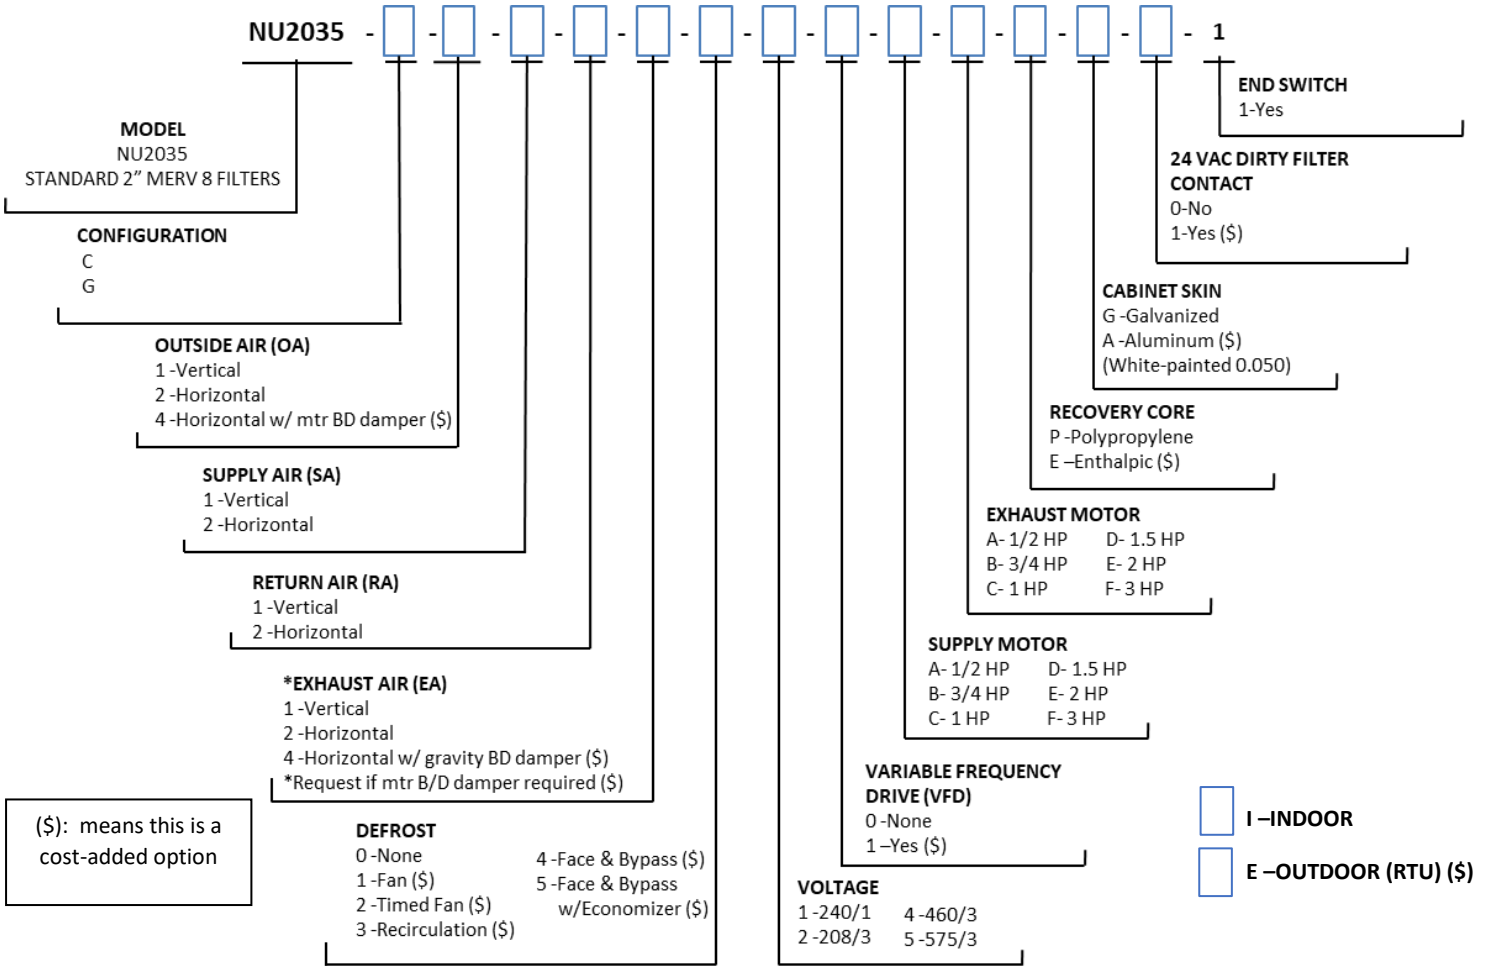 NU2035 - - - - - - - - - - - - - - 1
END SWITCH
1-Yes
MODEL
NU2035
STANDARD 2” MERV 8 FILTERS
24 VAC DIRTY FILTER
CONTACT
0-No
1-Yes ($)
CONFIGURATION
C
G
CABINET SKIN
G -Galvanized
A -Aluminum ($)
(White-painted 0.050)
OUTSIDE AIR (OA)
1 -Vertical
2 -Horizontal
4 -Horizontal w/ mtr BD damper ($)
RECOVERY CORE
P -Polypropylene
E –Enthalpic ($)
SUPPLY AIR (SA)
1 -Vertical
2 -Horizontal
EXHAUST MOTOR
A- 1/2 HP D- 1.5 HP
B- 3/4 HP E- 2 HP
C- 1 HP F- 3 HP
RETURN AIR (RA)
1 -Vertical
2 -Horizontal
SUPPLY MOTOR
A- 1/2 HP D- 1.5 HP
B- 3/4 HP E- 2 HP
C- 1 HP F- 3 HP
*EXHAUST AIR (EA)
1 -Vertical
2 -Horizontal
4 -Horizontal w/ gravity BD damper ($)
*Request if mtr B/D damper required ($)
VARIABLE FREQUENCY
DRIVE (VFD)
0 -None
1 –Yes ($)
DEFROST
0 -None
1 -Fan ($)
2 -Timed Fan ($)
3 -Recirculation ($)
4 -Face & Bypass ($)
5 -Face & Bypass
w/Economizer ($)
VOLTAGE
1 -240/1 4 -460/3
2 -208/3 5 -575/3
($): means this is a
cost-added option
I –INDOOR
E –OUTDOOR (RTU) ($)